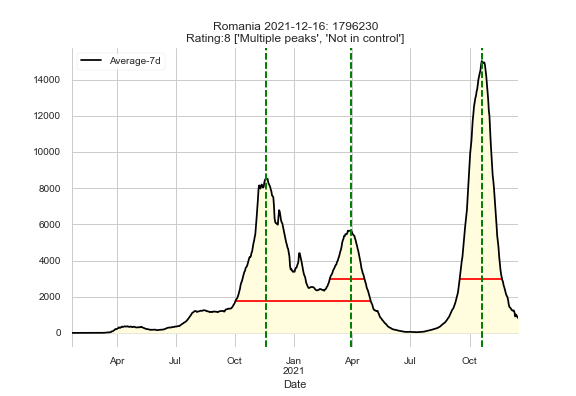 Romania 2021-12-16: 1796230
Rating:8 ['Multiple peaks', 'Not in control']
Average-7d
14000
12000
10000
8000
6000
4000
2000
0
Apr Jul Oct Jan Apr Jul Oct
2021
Date